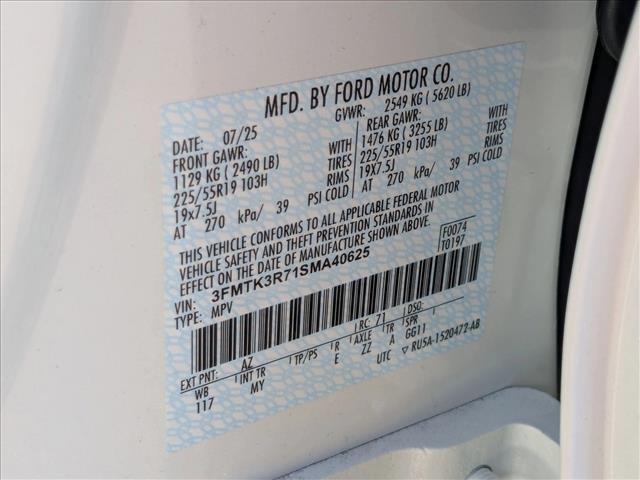 MFD. BY FORD MOTOR CO.
DATE: 07/25 GVWR: 2549 KG ( 5620 LB)
FRONT GAWR: REAR GAWR:
1129 KG ( 2490 LB) WITH 1476 KG ( 3255 LB) WITH
225/55R19 103H TIRES 225/55R19 103H TIRES
19x7.5J RIMS 19x7.5J RIMS
AT 270 kPa/ 39 PSI COLD AT 270 kPa/ 39 PSI COLD
THIS VEHICLE CONFORMS TO ALL APPLICABLE FEDERAL MOTOR
VEHICLE SAFETY AND THEFT PREVENTION STANDARDS IN
EFFECT ON THE DATE OF MANUFACTURE SHOWN ABOVE.
F0074
T0197
VIN: 3FMTK3R71SMA40625
TYPE: MPV
EXT PNT: AZ RC: 71 DSO:
WB INT TR TP/PS R AXLE TR SPR
117 MY E ZZ A GG11
UTC ▽ RU5A-1520472-AB